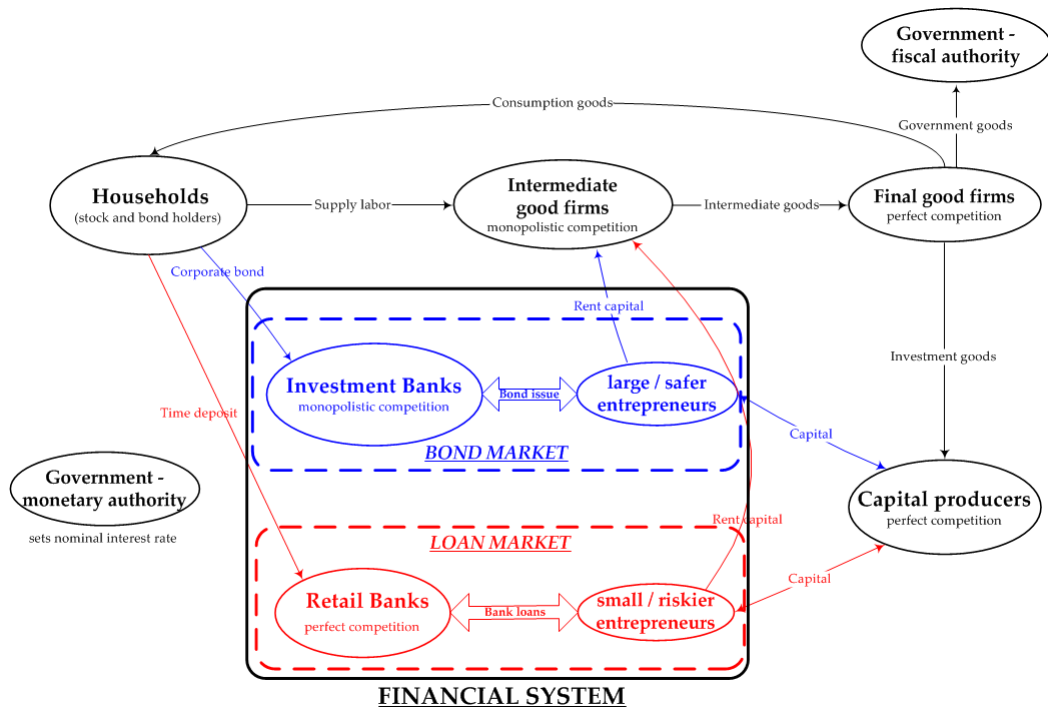 Government -
fiscal authority
Consumption goods
Government goods
Households
(stock and bond holders)
Supply labor
Intermediate
good firms
monopolistic competition
Intermediate goods
Final good firms
perfect competition
Corporate bond
Rent capital
Investment goods
Investment Banks
monopolistic competition
Bond issue
large / safer
entrepreneurs
Time deposit
Capital
BOND MARKET
Government -
monetary authority
sets nominal interest rate
Capital producers
perfect competition
LOAN MARKET
Rent capital
Retail Banks
perfect competition
Bank loans
small / riskier
entrepreneurs
Capital
FINANCIAL SYSTEM